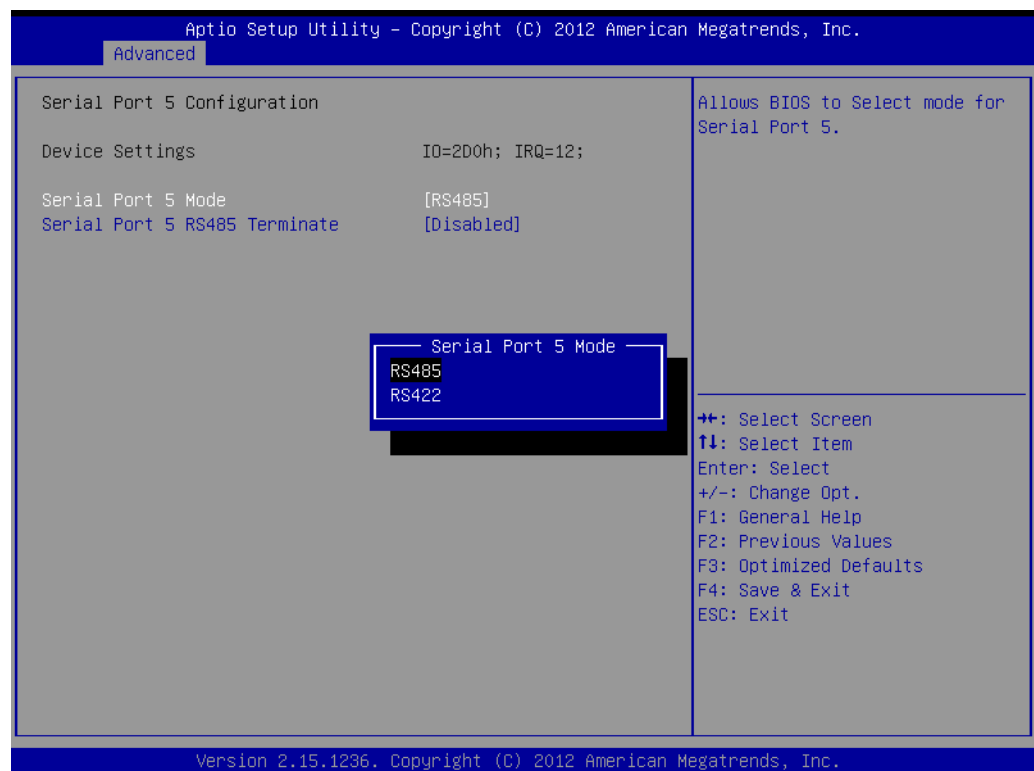 Aptio Setup Utility – Copyright (C) 2012 American Megatrends, Inc.
Advanced
Serial Port 5 Configuration
Device Settings IO=2D0h; IRQ=12;
Serial Port 5 Mode [RS485]
Serial Port 5 RS485 Terminate [Disabled]
Serial Port 5 Mode
RS485
RS422
Allows BIOS to Select mode for
Serial Port 5.
→←: Select Screen
↑↓: Select Item
Enter: Select
+/-: Change Opt.
F1: General Help
F2: Previous Values
F3: Optimized Defaults
F4: Save & Exit
ESC: Exit
Version 2.15.1236. Copyright (C) 2012 American Megatrends, Inc.